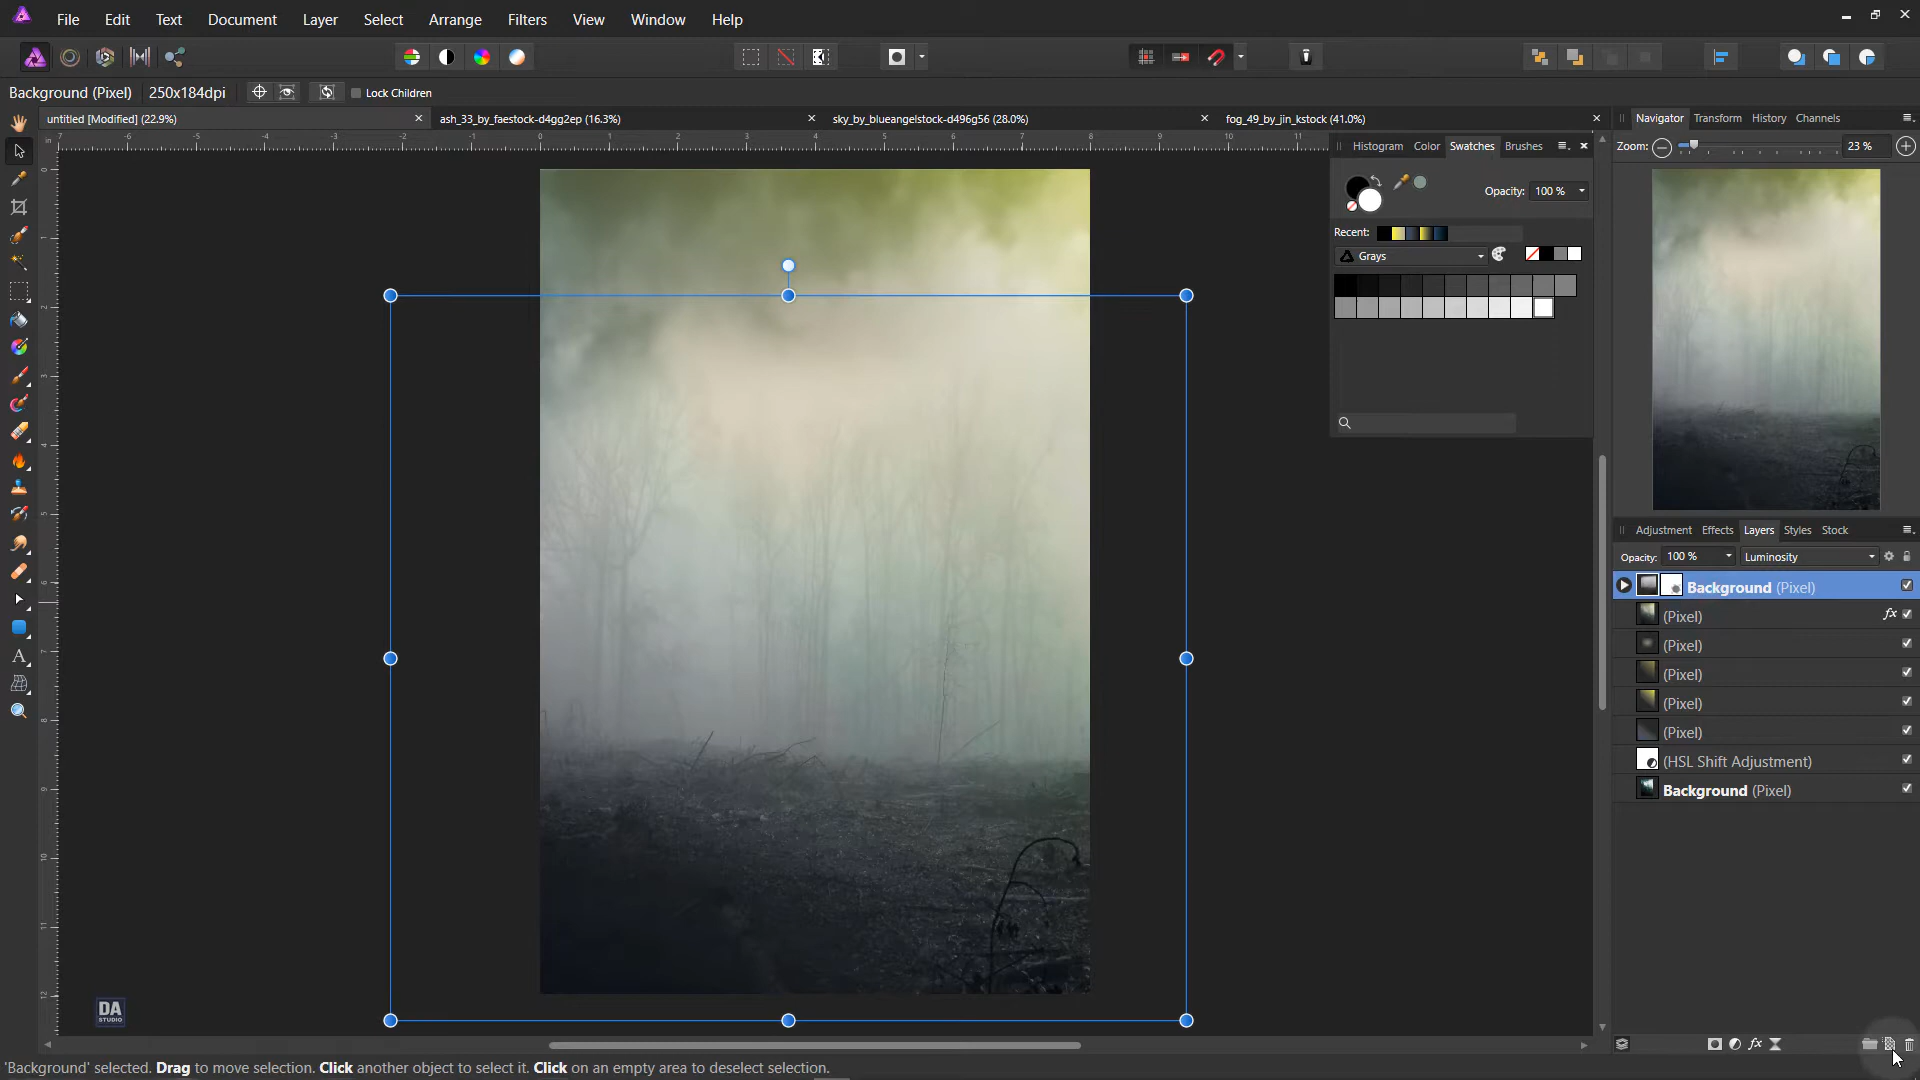 File Edit Text Document Layer Select Arrange Filters View Window Help
Background (Pixel) 250x184dpi Lock Children
untitled [Modified] (22.9%) ash_33_by_faestock-d4gg2ep (16.3%) sky_by_blueangelstock-d496g56 (28.0%) fog_49_by_jin_kstock (41.0%)
Navigator Transform History Channels
Zoom: 23 %
Histogram Color Swatches Brushes
Opacity: 100 %
Recent:
Grays
Adjustment Effects Layers Styles Stock
Opacity: 100 % Luminosity
Background (Pixel)
(Pixel) fx
(Pixel)
(Pixel)
(Pixel)
(Pixel)
(HSL Shift Adjustment)
Background (Pixel)
DA
STUDIO
'Background' selected. Drag to move selection. Click another object to select it. Click on an empty area to deselect selection.